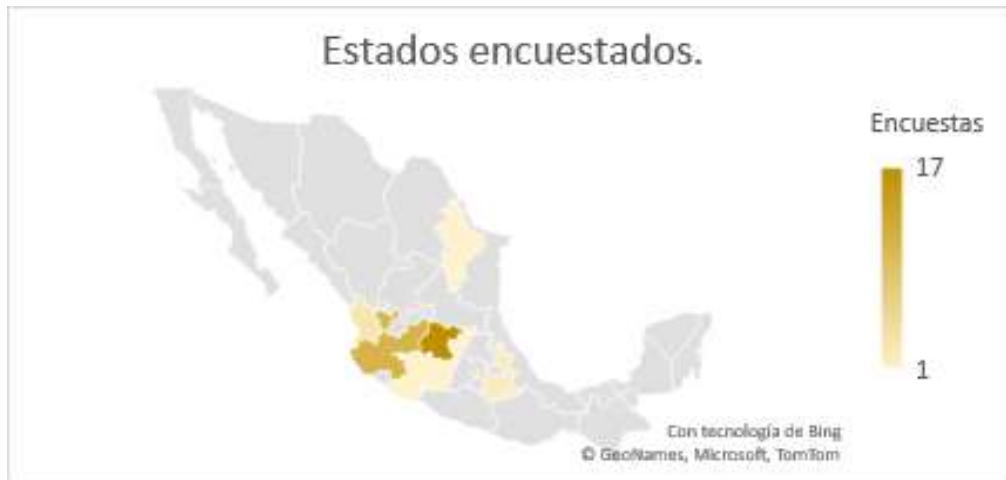 Estados encuestados.
Encuestas
17
1
Con tecnología de Bing
© GeoNames, Microsoft, TomTom